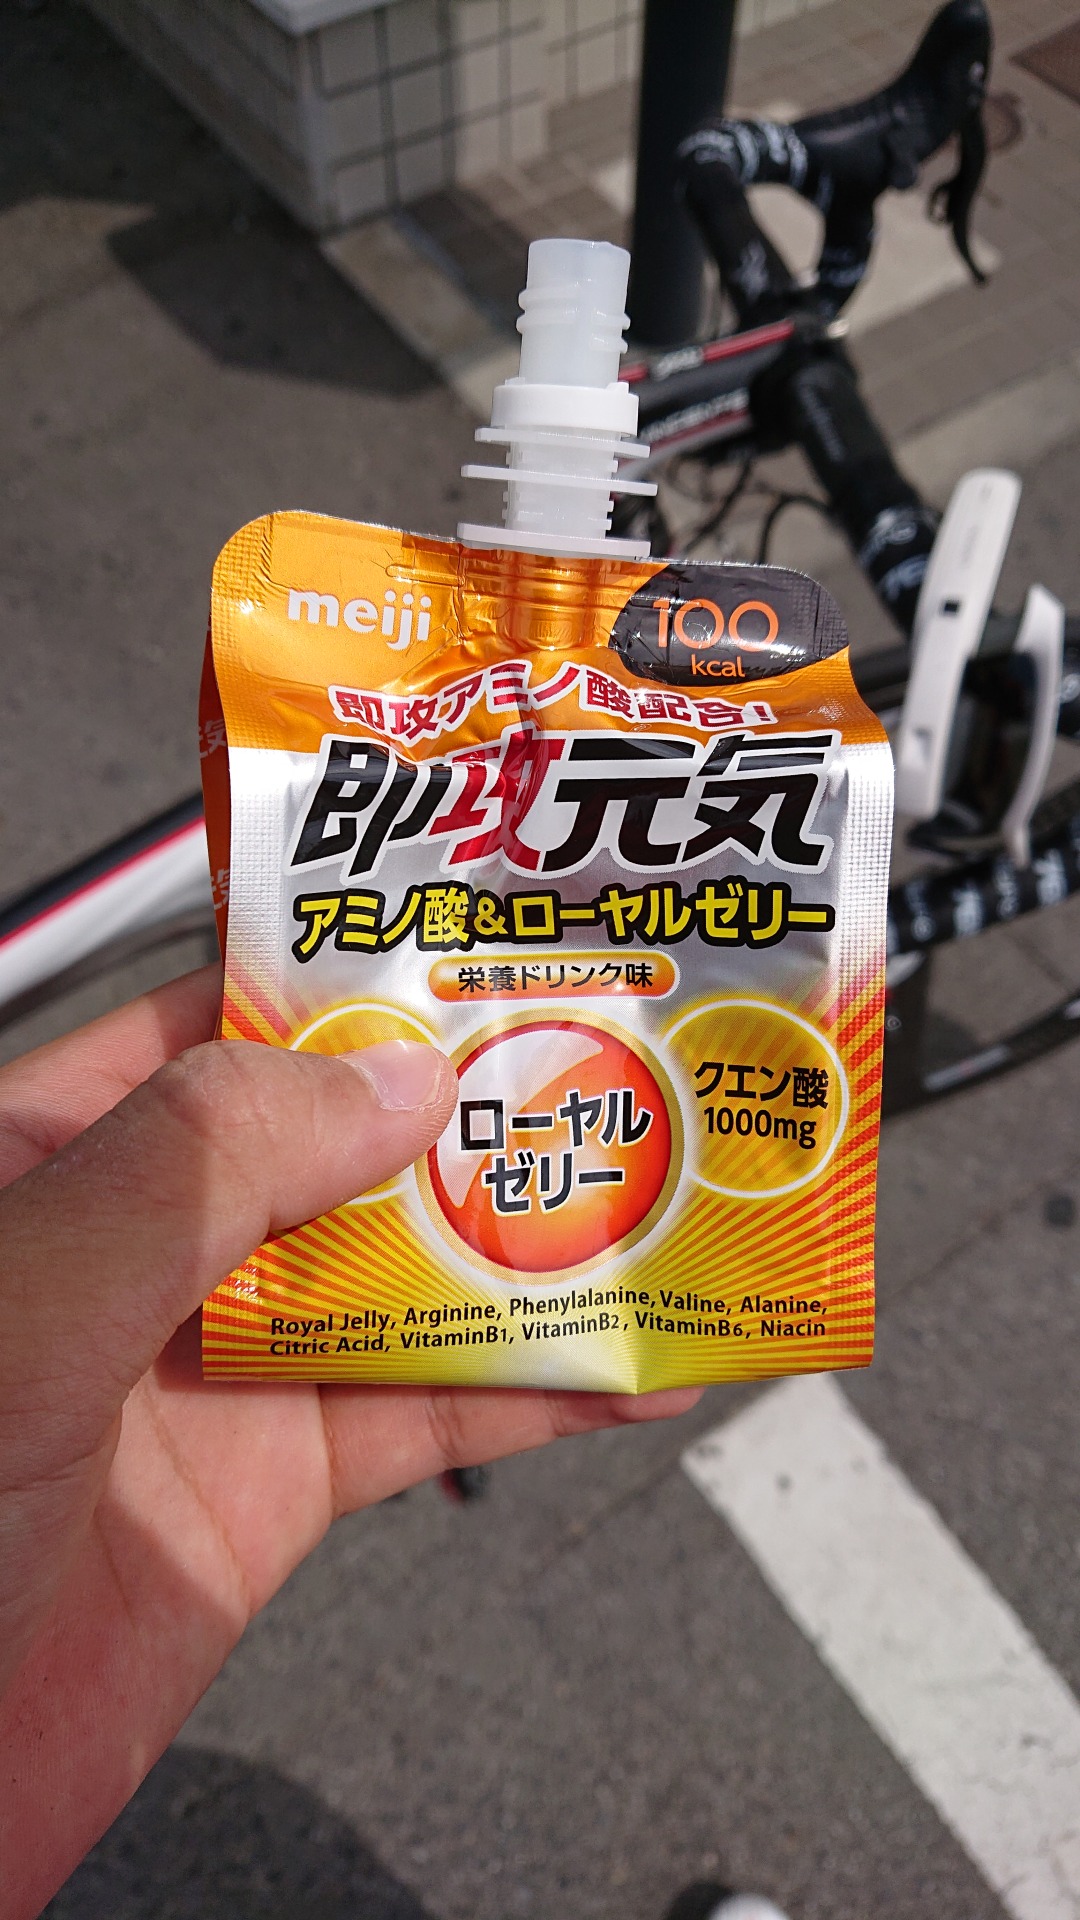 meiji
100
kcal
即攻アミノ酸配合!
即攻元気
アミノ酸&ローヤルゼリー
栄養ドリンク味
ローヤル
ゼリー
クエン酸
1000mg
Royal Jelly, Arginine, Phenylalanine, Valine, Alanine,
Citric Acid, VitaminB1, VitaminB2, VitaminB6, Niacin